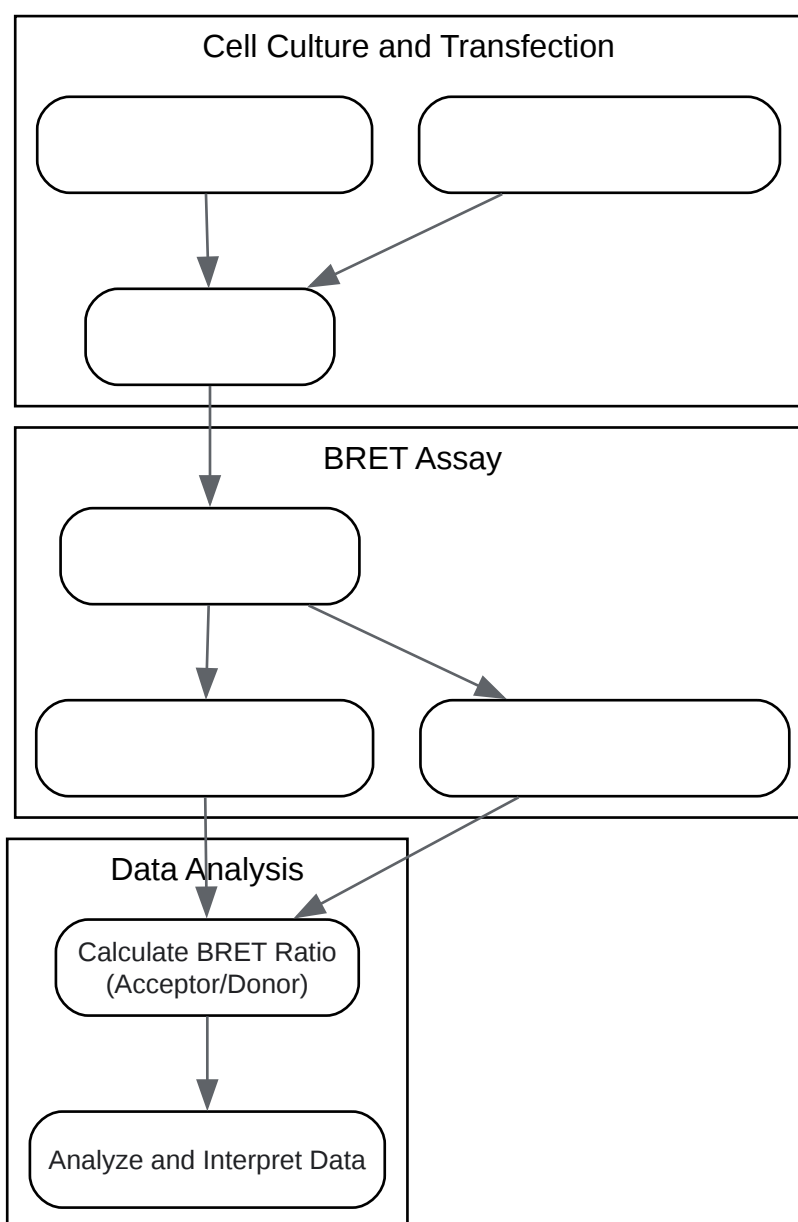 Cell Culture and Transfection
BRET Assay
Data Analysis
Calculate BRET Ratio
(Acceptor/Donor)
Analyze and Interpret Data